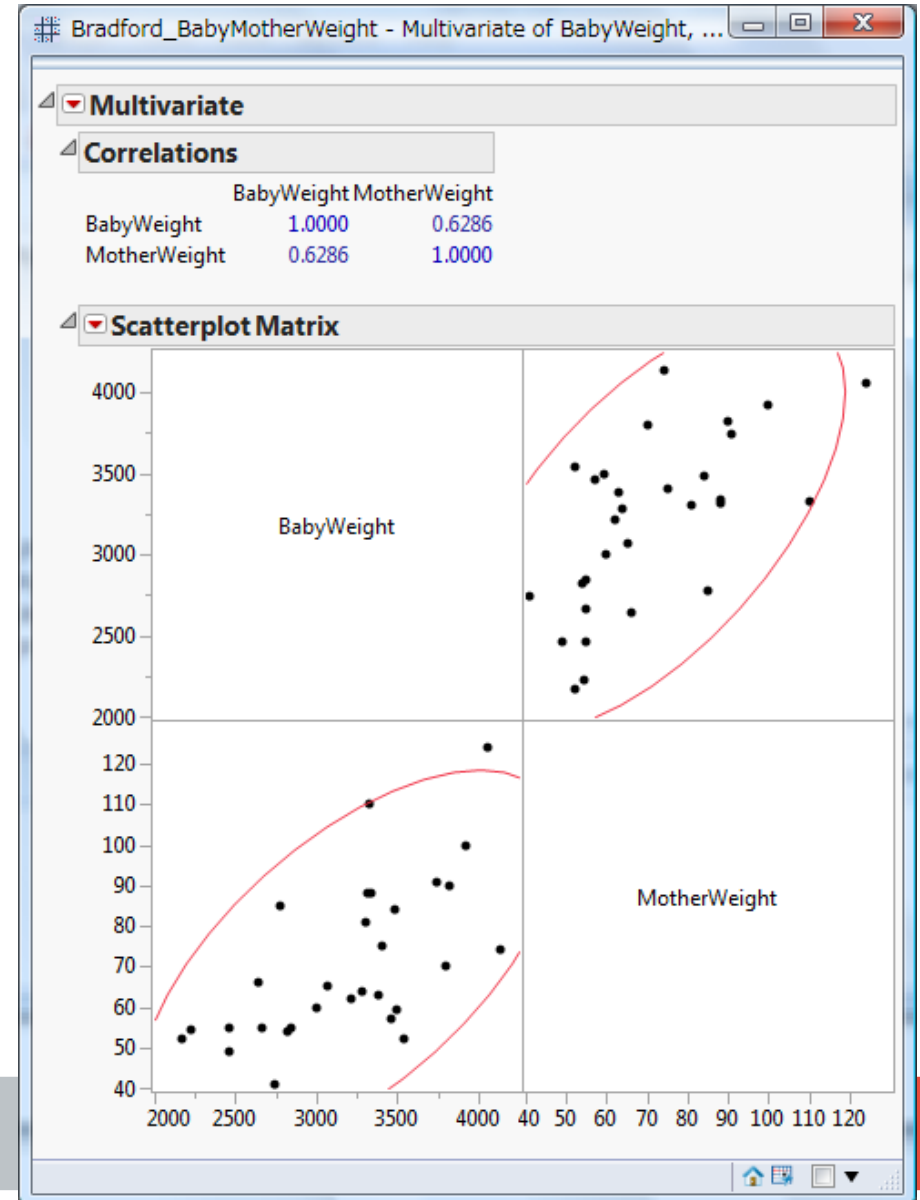 Bradford_BabyMotherWeight - Multivariate of BabyWeight, ...
Multivariate
Correlations
BabyWeight MotherWeight
BabyWeight 1.0000 0.6286
MotherWeight 0.6286 1.0000
Scatterplot Matrix
4000
3500
3000
2500
2000
BabyWeight
120
110
100
90
80
70
60
50
40
MotherWeight
2000 2500 3000 3500 4000 40 50 60 70 80 90 100 110 120